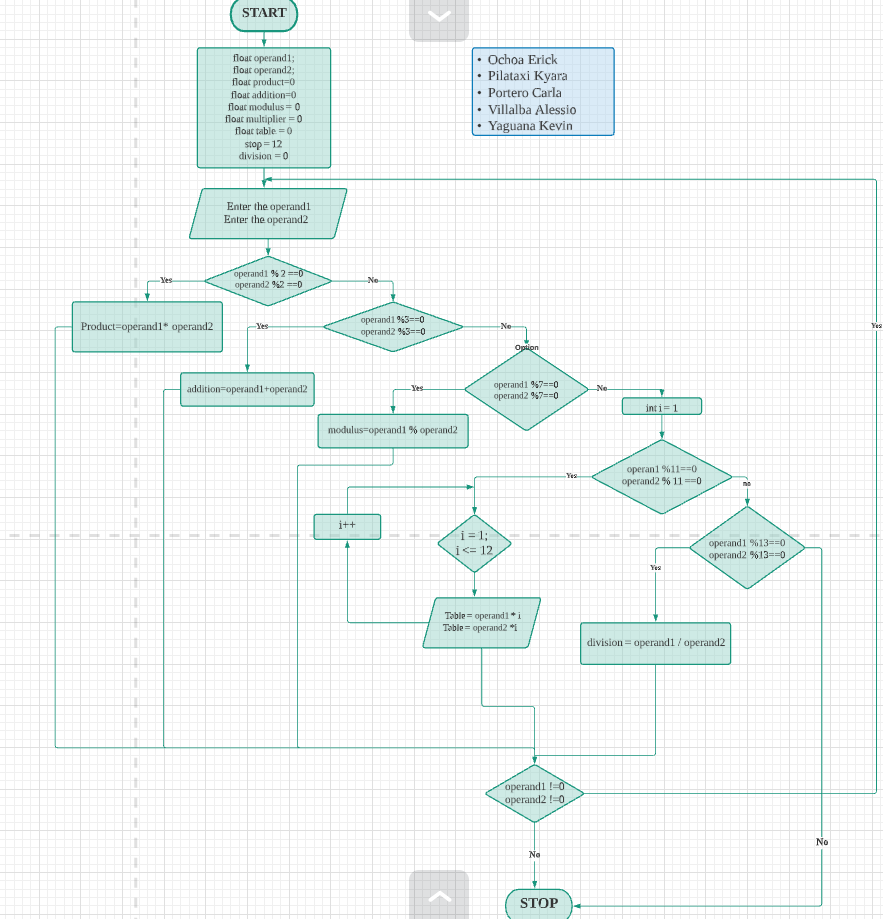 START
float operand1;
float operand2;
float product=0
float addition=0
float modulus = 0
float multiplier = 0
float table = 0
stop = 12
division = 0
• Ochoa Erick
• Pilataxi Kyara
• Portero Carla
• Villalba Alessio
• Yaguana Kevin
Enter the operand1
Enter the operand2
operand1 % 2 ==0
operand2 %2 ==0
Yes
No
Product=operand1* operand2
operand1 %3==0
operand2 %3==0
Yes
No
Yes
Option
operand1 %7==0
operand2 %7==0
addition=operand1+operand2
Yes
No
int i = 1
modulus=operand1 % operand2
operan1 %11==0
operand2 % 11 ==0
Yes
no
i++
i = 1;
i <= 12
operand1 %13==0
operand2 %13==0
Yes
Table = operand1 * i
Table = operand2 *i
division = operand1 / operand2
operand1 !=0
operand2 !=0
No
No
STOP